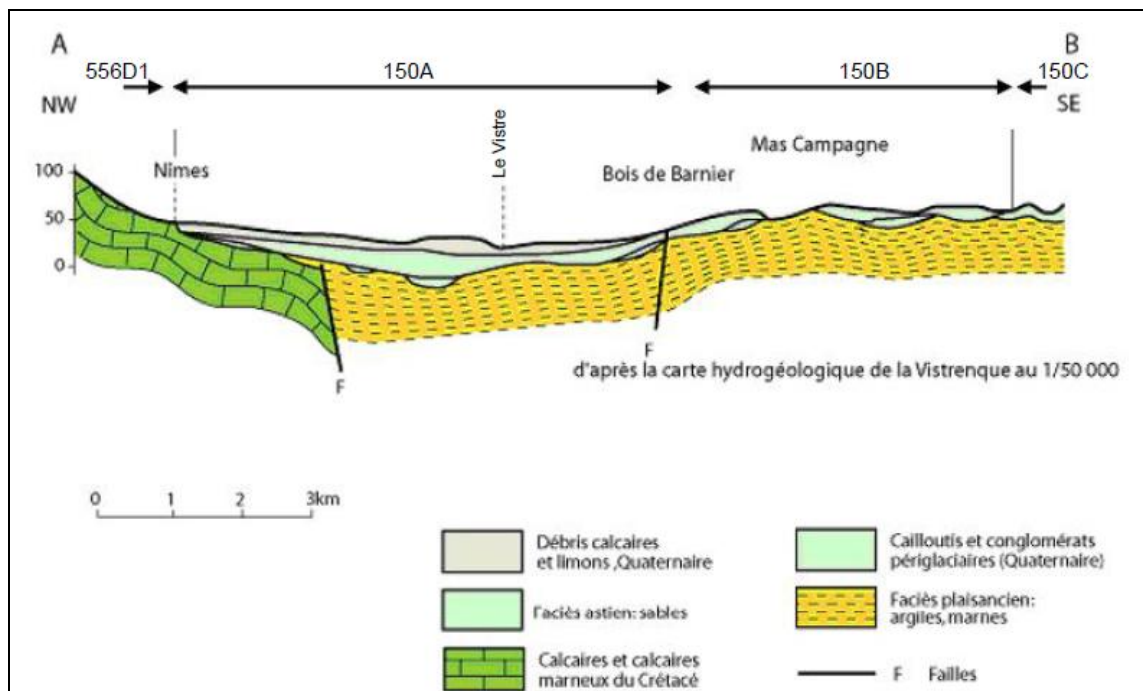 A
B
556D1
150A
150B
150C
NW
SE
Le Vistre
Mas Campagne
Nîmes
Bois de Barnier
100
50
0
F
F
d'après la carte hydrogéologique de la Vistrenque au 1/50 000
0 1 2 3km
Débris calcaires
et limons ,Quaternaire
Cailloutis et conglomérats
périglaciaires (Quaternaire)
Faciès astien: sables
Faciès plaisancien:
argiles, marnes
Calcaires et calcaires
marneux du Crétacé
F Failles